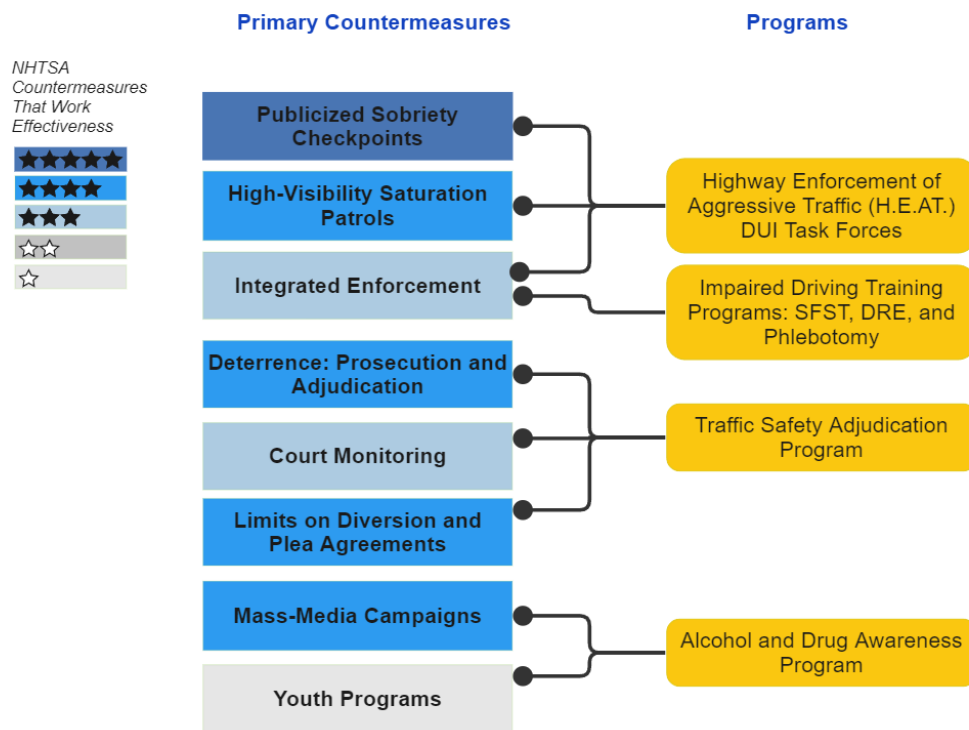 Primary Countermeasures
Programs
NHTSA
Countermeasures
That Work
Effectiveness
Publicized Sobriety
Checkpoints
High-Visibility Saturation
Patrols
Integrated Enforcement
Deterrence: Prosecution and
Adjudication
Court Monitoring
Limits on Diversion and
Plea Agreements
Mass-Media Campaigns
Youth Programs
Highway Enforcement of
Aggressive Traffic (H.E.AT.)
DUI Task Forces
Impaired Driving Training
Programs: SFST, DRE, and
Phlebotomy
Traffic Safety Adjudication
Program
Alcohol and Drug Awareness
Program